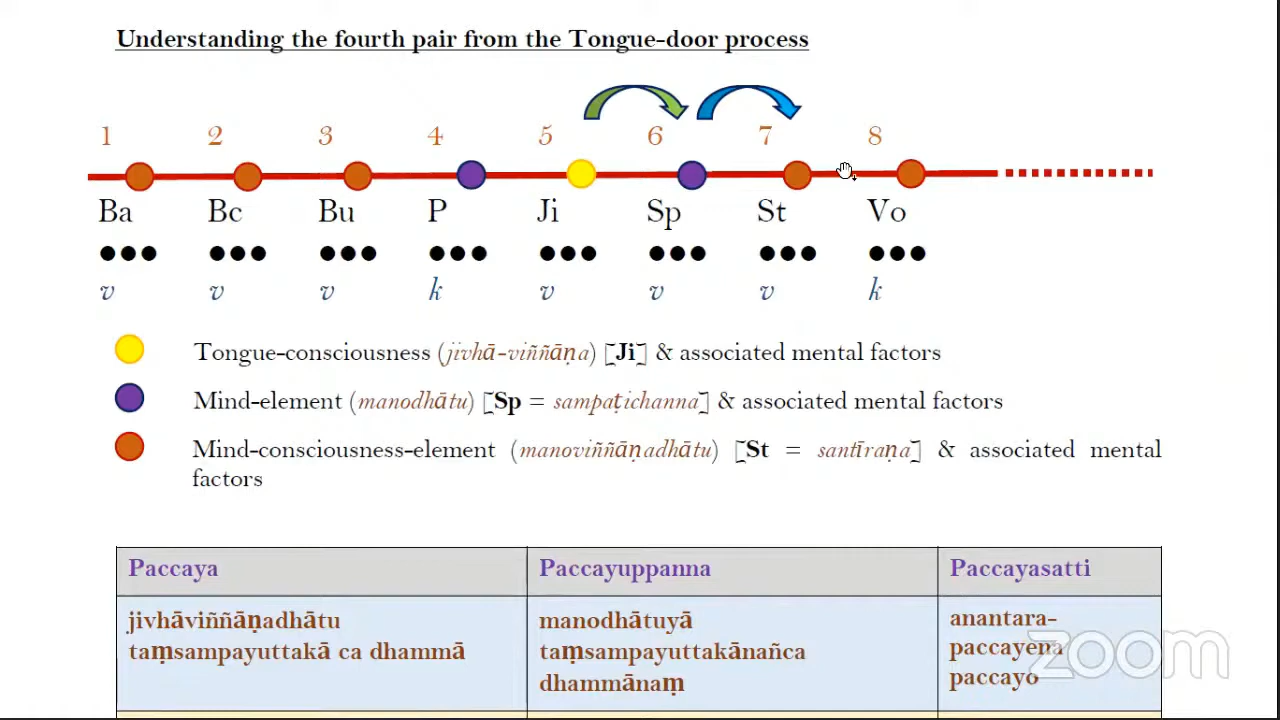 Understanding the fourth pair from the Tongue-door process
1 2 3 4 5 6 7 8
Ba Bc Bu P Ji Sp St Vo
v v v k v v v k
Tongue-consciousness (jivhā-viññāṇa) [Ji] & associated mental factors
Mind-element (manodhātu) [Sp = sampaṭichanna] & associated mental factors
Mind-consciousness-element (manoviññāṇadhātu) [St = santīraṇa] & associated mental
factors
Paccaya Paccayuppanna Paccayasatti
jivhāviññāṇadhātu
taṃsampayuttakā ca dhammā
manodhātuyā
taṃsampayuttakānañca
dhammānaṃ
anantara-
paccayena
paccayo
zoom